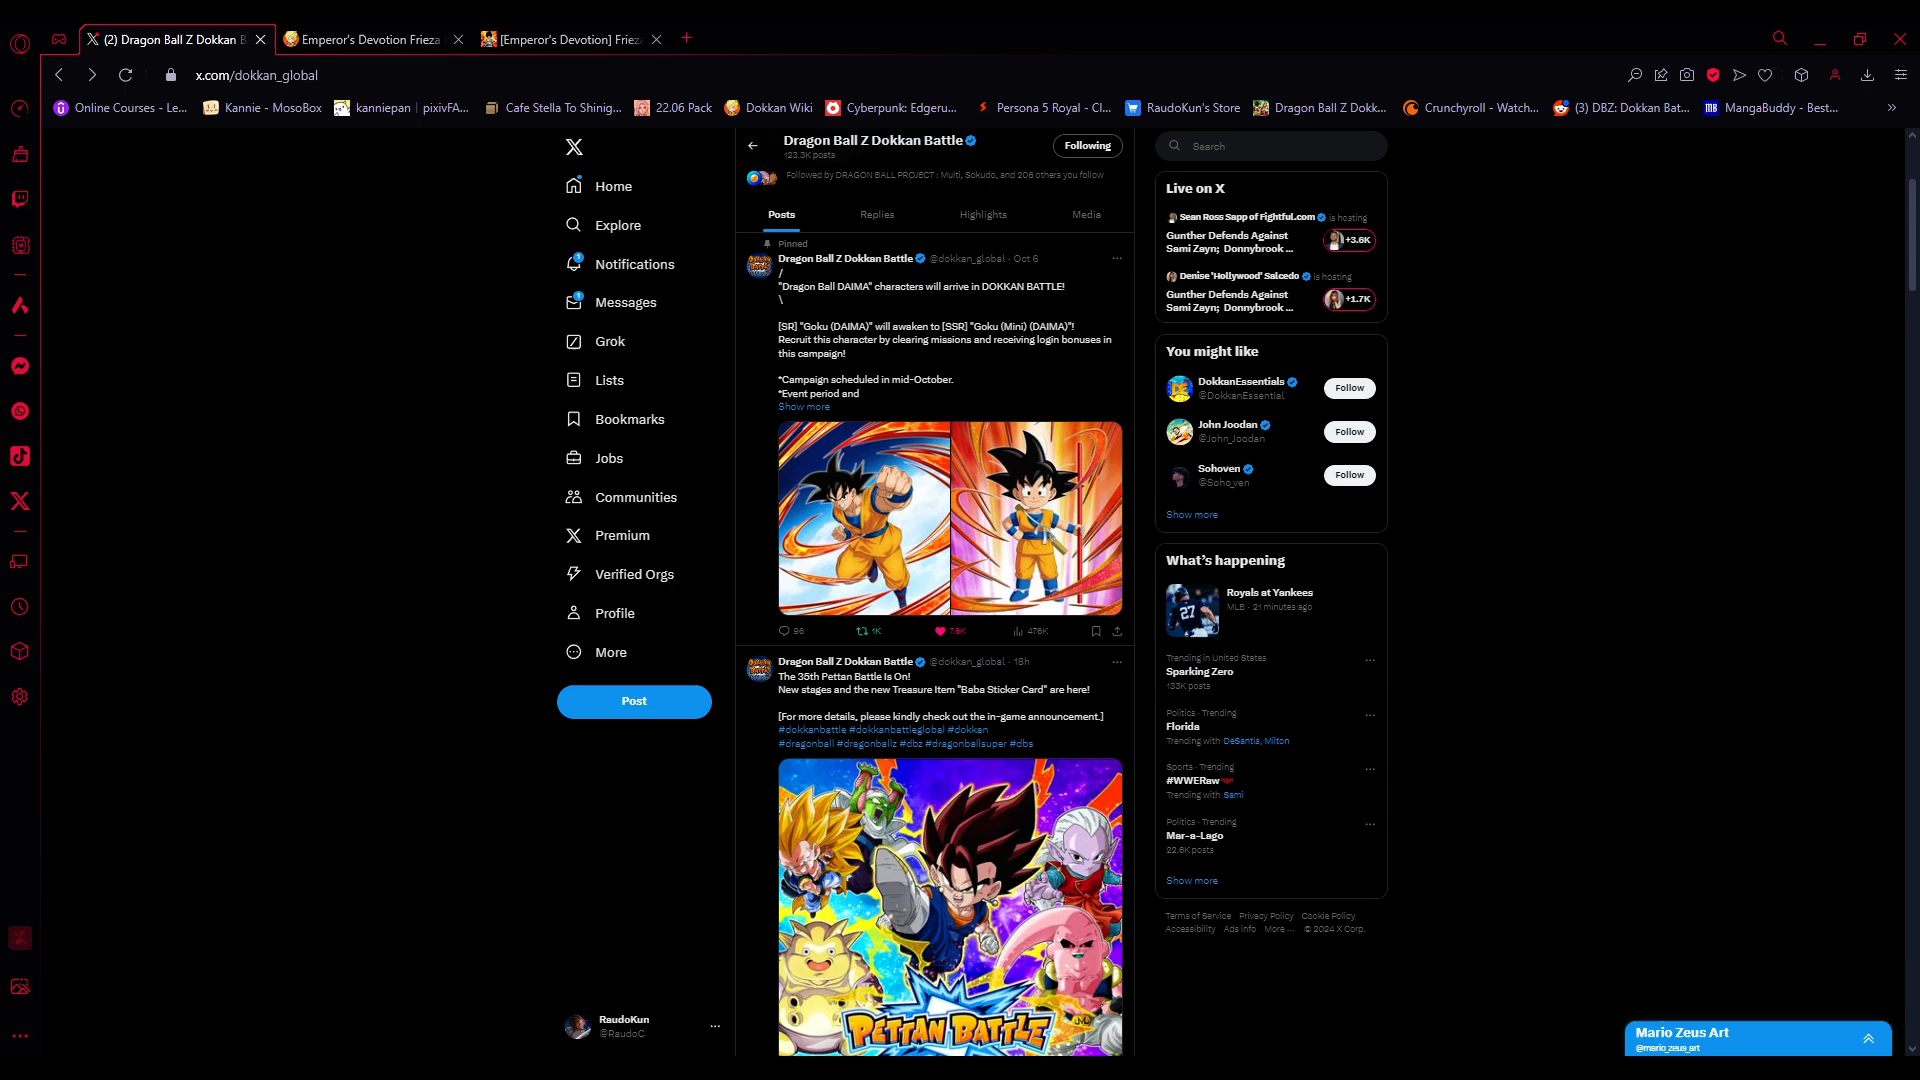 (2) Dragon Ball Z Dokkan B
Emperor's Devotion Frieza
[Emperor's Devotion] Friez
x.com/dokkan_global
Online Courses - Le...
Kannie - MosoBox
kanniepan | pixivFA...
Cafe Stella To Shinig...
22.06 Pack
Dokkan Wiki
Cyberpunk: Edgeru...
Persona 5 Royal - Cl...
RaudoKun's Store
Dragon Ball Z Dokk...
Crunchyroll - Watch...
(3) DBZ: Dokkan Bat...
MangaBuddy - Best...
Home
Explore
1
Notifications
1
Messages
Grok
Lists
Bookmarks
Jobs
Communities
Premium
Verified Orgs
Profile
More
Post
RaudoKun
@RaudoC
Dragon Ball Z Dokkan Battle
123.3K posts
Following
Followed by DRAGON BALL PROJECT : Multi, Sokudo, and 206 others you follow
Posts
Replies
Highlights
Media
Pinned
Dragon Ball Z Dokkan Battle @dokkan_global · Oct 6
/
"Dragon Ball DAIMA" characters will arrive in DOKKAN BATTLE!
\
[SR] "Goku (DAIMA)" will awaken to [SSR] "Goku (Mini) (DAIMA)"!
Recruit this character by clearing missions and receiving login bonuses in
this campaign!
*Campaign scheduled in mid-October.
*Event period and
Show more
96
1K
7.6K
476K
Dragon Ball Z Dokkan Battle @dokkan_global · 18h
The 35th Pettan Battle Is On!
New stages and the new Treasure Item "Baba Sticker Card" are here!
[For more details, please kindly check out the in-game announcement.]
#dokkanbattle #dokkanbattleglobal #dokkan
#dragonball #dragonballz #dbz #dragonballsuper #dbs
PETTAN BATTLE
Search
Live on X
Sean Ross Sapp of Fightful.com is hosting
Gunther Defends Against
Sami Zayn; Donnybrook ...
+3.6K
Denise 'Hollywood' Salcedo is hosting
Gunther Defends Against
Sami Zayn; Donnybrook ...
+1.7K
You might like
DokkanEssentials
@DokkanEssential
Follow
John Joodan
@John_Joodan
Follow
Sohoven
@Soho_ven
Follow
Show more
What's happening
Royals at Yankees
MLB · 21 minutes ago
Trending in United States
Sparking Zero
133K posts
Politics · Trending
Florida
Trending with DeSantis, Milton
Sports · Trending
#WWERaw
Trending with Sami
Politics · Trending
Mar-a-Lago
22.6K posts
Show more
Terms of Service Privacy Policy Cookie Policy
Accessibility Ads info More ... © 2024 X Corp.
Mario Zeus Art
@mario_zeus_art